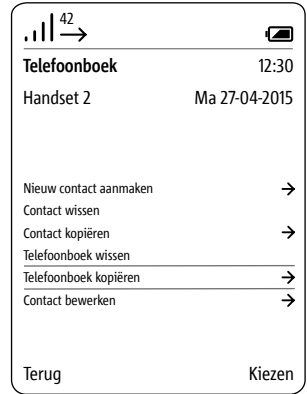 42
Telefoonboek 12:30
Handset 2 Ma 27-04-2015
Nieuw contact aanmaken
Contact wissen
Contact kopiëren
Telefoonboek wissen
Telefoonboek kopiëren
Contact bewerken
Terug Kiezen